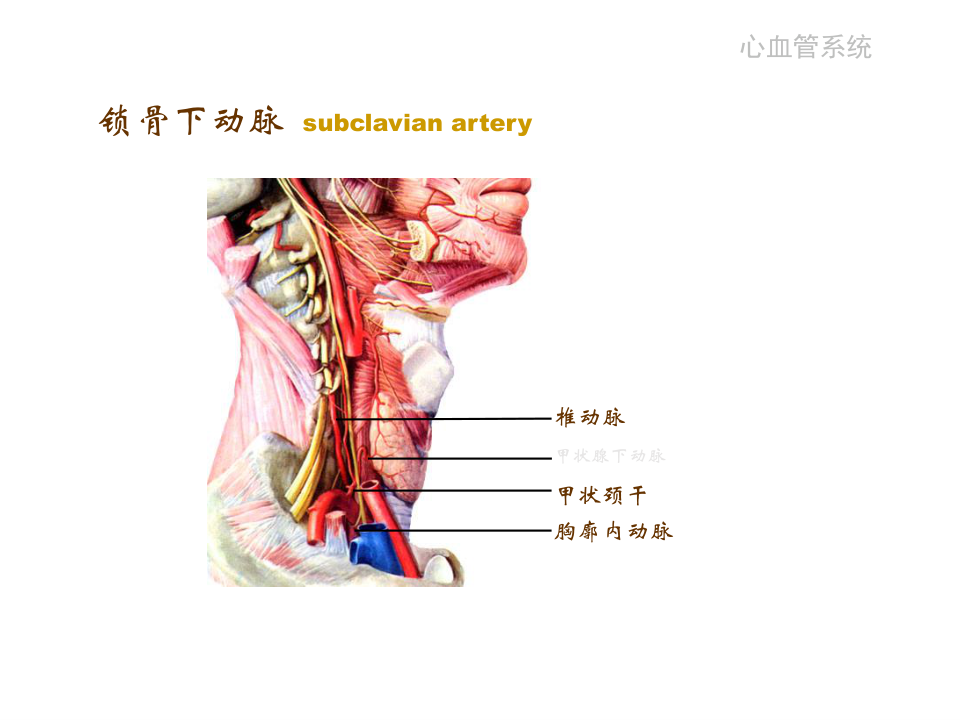 心血管系统
锁骨下动脉 subclavian artery
椎动脉
甲状腺下动脉
甲状颈干
胸廓内动脉